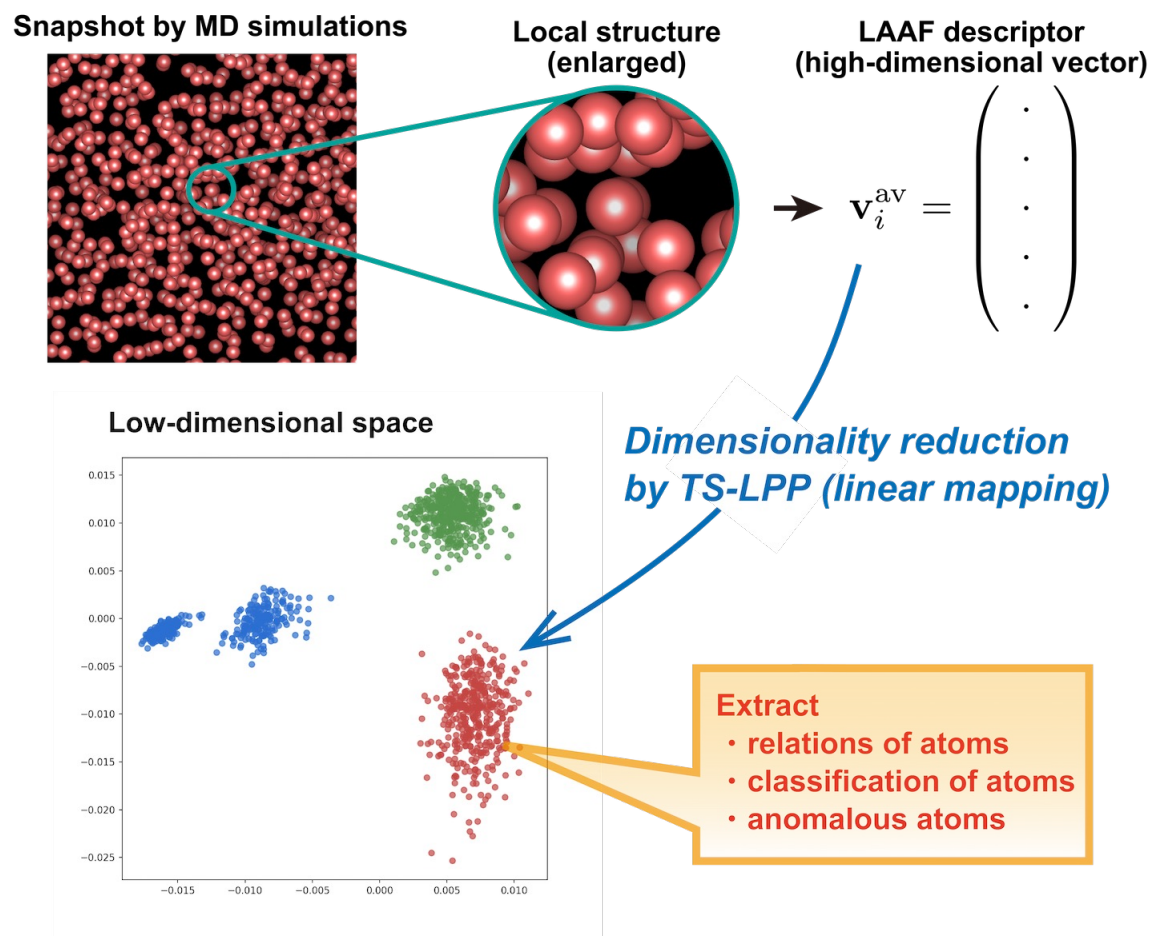 Snapshot by MD simulations
Local structure
(enlarged)
LAAF descriptor
(high-dimensional vector)
v_i^av = ( · · · · · )
Dimensionality reduction
by TS-LPP (linear mapping)
Low-dimensional space
0.015
0.010
0.005
0.000
−0.005
−0.010
−0.015
−0.020
−0.025
−0.015 −0.010 −0.005 0.000 0.005 0.010
Extract
・relations of atoms
・classification of atoms
・anomalous atoms